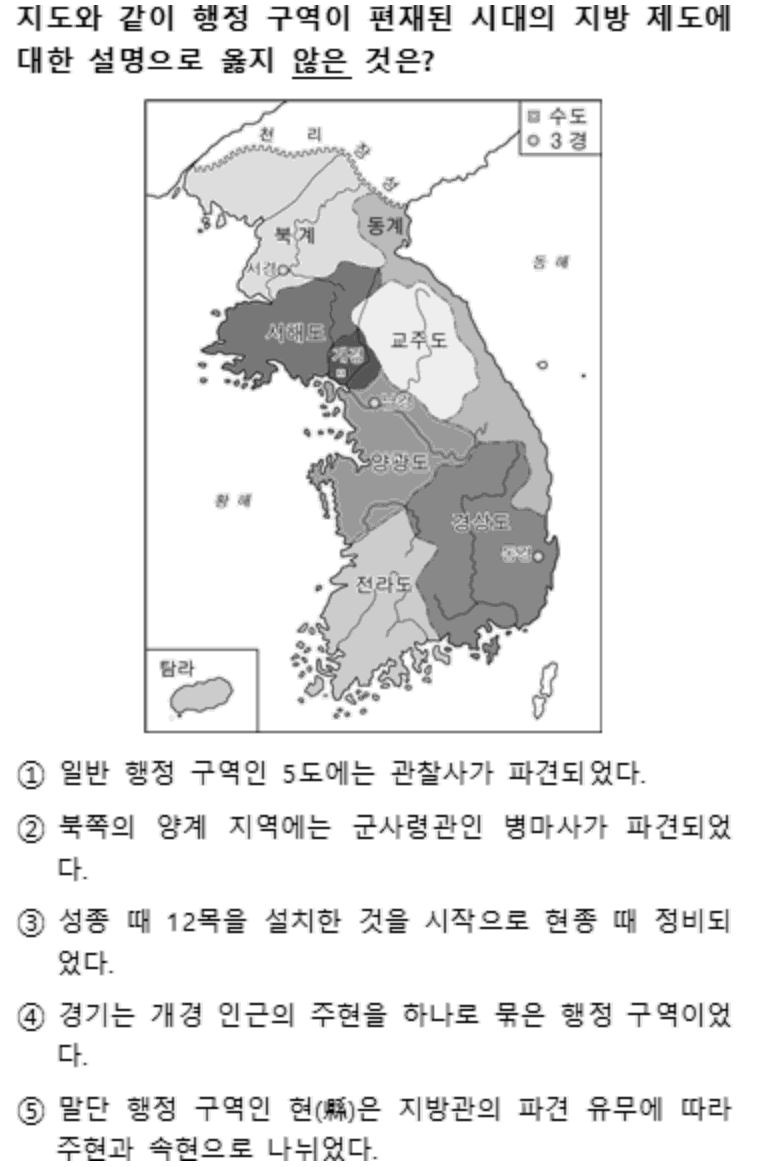 지도와 같이 행정 구역이 편재된 시대의 지방 제도에
대한 설명으로 옳지 않은 것은?
수도
3경
천 리 장 성
동계
북계
서경
동해
서해도
개경
교주도
남경
양광도
황해
경상도
동경
전라도
탐라
① 일반 행정 구역인 5도에는 관찰사가 파견되었다.
② 북쪽의 양계 지역에는 군사령관인 병마사가 파견되었
다.
③ 성종 때 12목을 설치한 것을 시작으로 현종 때 정비되
었다.
④ 경기는 개경 인근의 주현을 하나로 묶은 행정 구역이었
다.
⑤ 말단 행정 구역인 현(縣)은 지방관의 파견 유무에 따라
주현과 속현으로 나뉘었다.